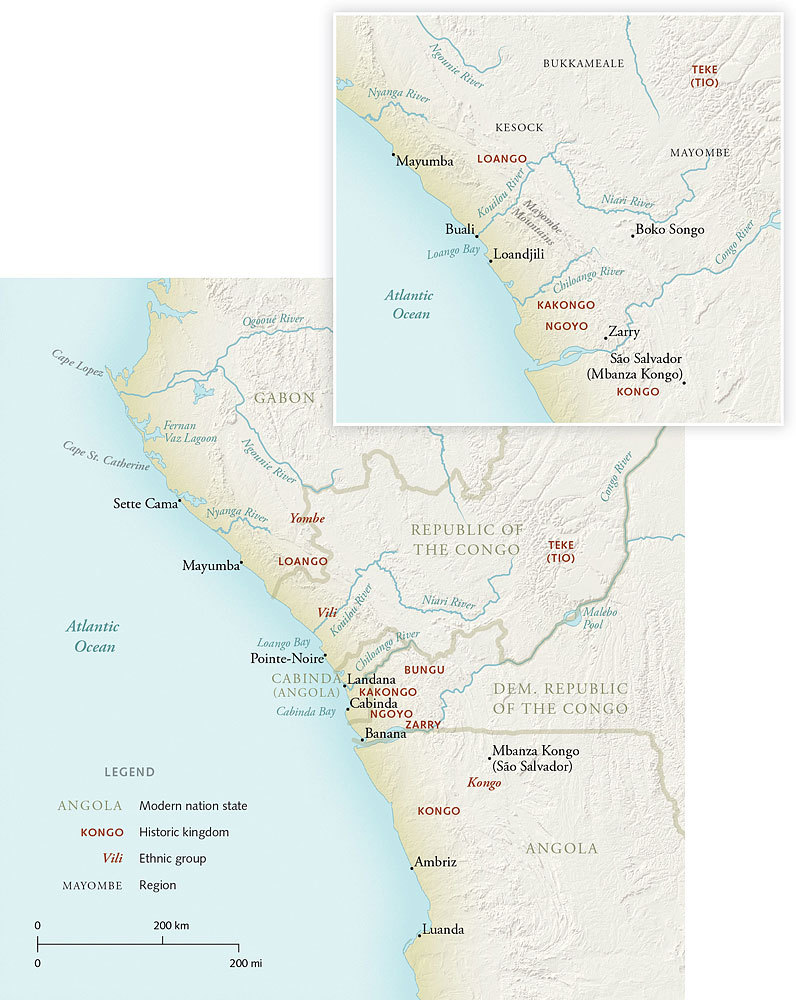 Ngounie River
BUKKAMEALE
TEKE
(TIO)
Nyanga River
KESOCK
MAYOMBE
Mayumba
LOANGO
Kouilou River
Niari River
Mayombe
Mountains
Buali
Boko Songo
Congo River
Loango Bay
Loandjili
Chiloango River
Atlantic
Ocean
KAKONGO
NGOYO
Zarry
São Salvador
(Mbanza Kongo)
KONGO
Ogooué River
Cape Lopez
GABON
Fernan
Vaz Lagoon
Cape St. Catherine
Ngounie River
Congo River
Sette Cama
Nyanga River
Yombe
REPUBLIC OF
THE CONGO
TEKE
(TIO)
Mayumba
LOANGO
Niari River
Vili
Kouilou River
Malebo
Pool
Atlantic
Ocean
Loango Bay
Chiloango River
Pointe-Noire
BUNGU
CABINDA
(ANGOLA)
Landana
KAKONGO
DEM. REPUBLIC
OF THE CONGO
Cabinda
Cabinda Bay
NGOYO
ZARRY
Banana
Mbanza Kongo
(São Salvador)
Kongo
KONGO
ANGOLA
Ambriz
Luanda
LEGEND
ANGOLA Modern nation state
KONGO Historic kingdom
Vili Ethnic group
MAYOMBE Region
0 200 km
0 200 mi